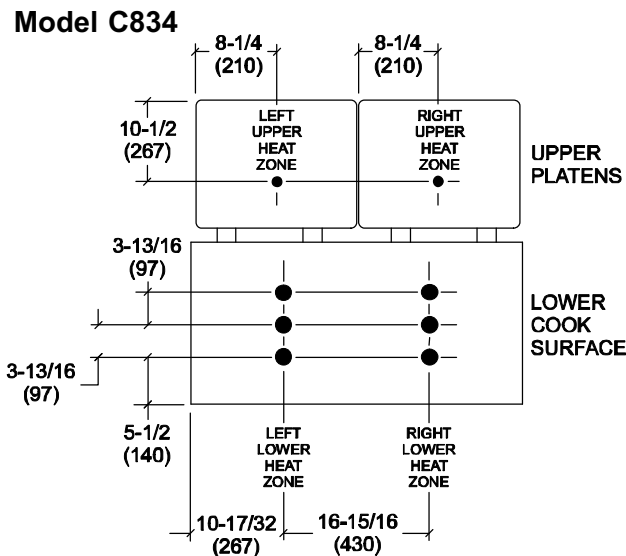 Model C834
8-1/4
(210)
8-1/4
(210)
10-1/2
(267)
LEFT
UPPER
HEAT
ZONE
RIGHT
UPPER
HEAT
ZONE
UPPER
PLATENS
3-13/16
(97)
LOWER
COOK
SURFACE
3-13/16
(97)
5-1/2
(140)
LEFT
LOWER
HEAT
ZONE
RIGHT
LOWER
HEAT
ZONE
10-17/32
(267)
16-15/16
(430)